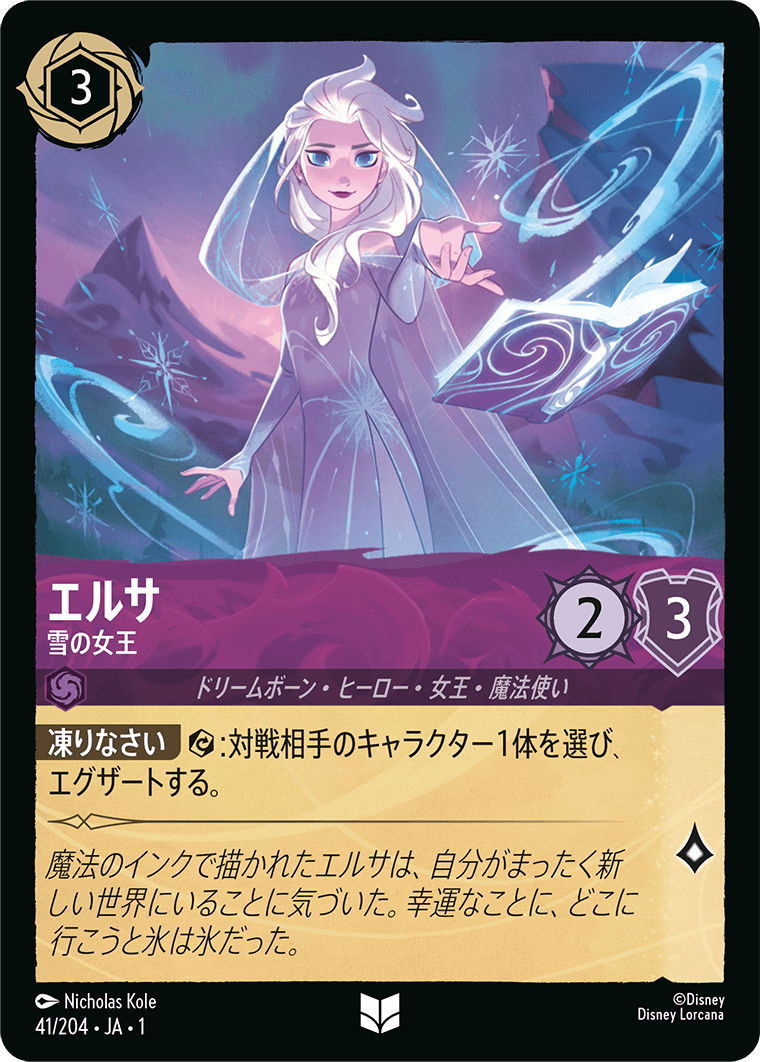 3
エルサ
雪の女王
2
3
ドリームボーン・ヒーロー・女王・魔法使い
凍りなさい :対戦相手のキャラクター1体を選び、
エグザートする。
魔法のインクで描かれたエルサは、自分がまったく新
しい世界にいることに気づいた。幸運なことに、どこに
行こうと氷は氷だった。
Nicholas Kole
41/204・JA・1
©Disney
Disney Lorcana